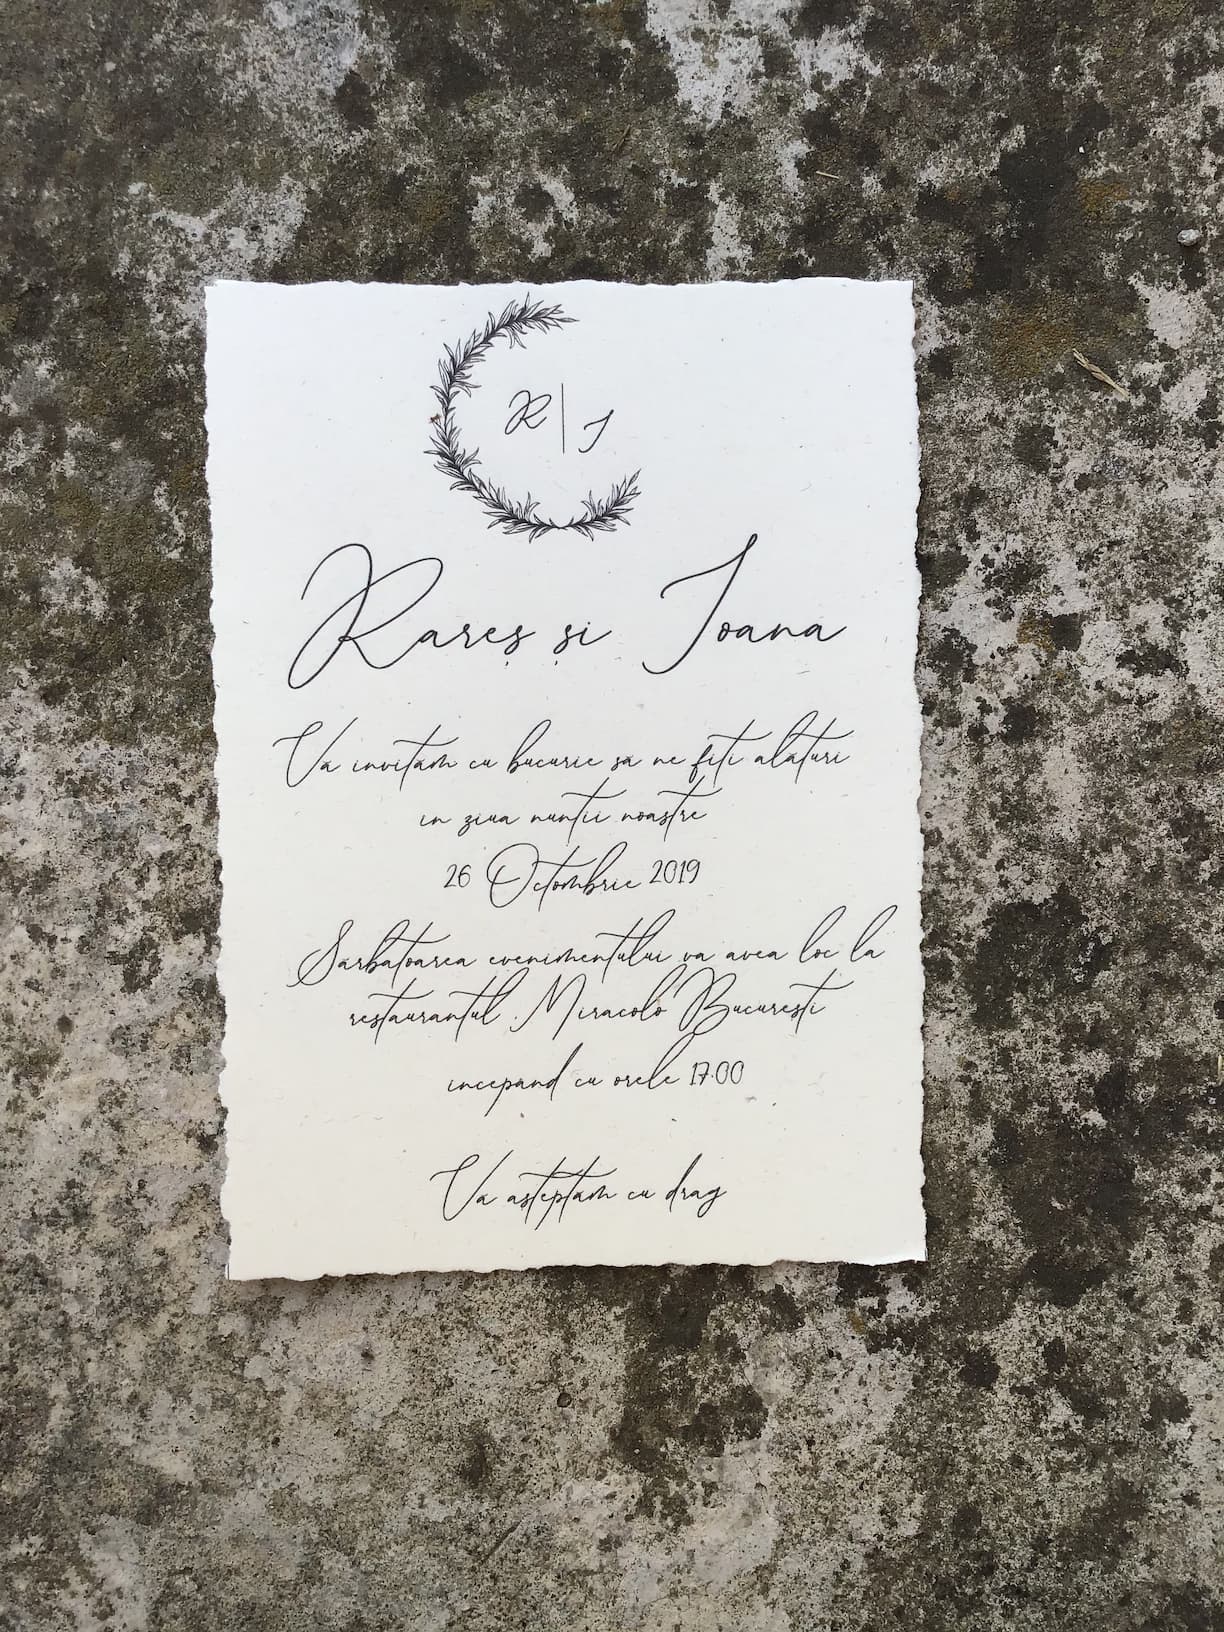 R | I
Rareș și Ioana
Va invitam cu bucurie sa ne fiti alaturi
in ziua nuntii noastre
26 Octombrie 2019
Sarbatoarea evenimentului va avea loc la
restaurantul Miracolo Bucuresti
incepand cu orele 17.00
Va asteptam cu drag